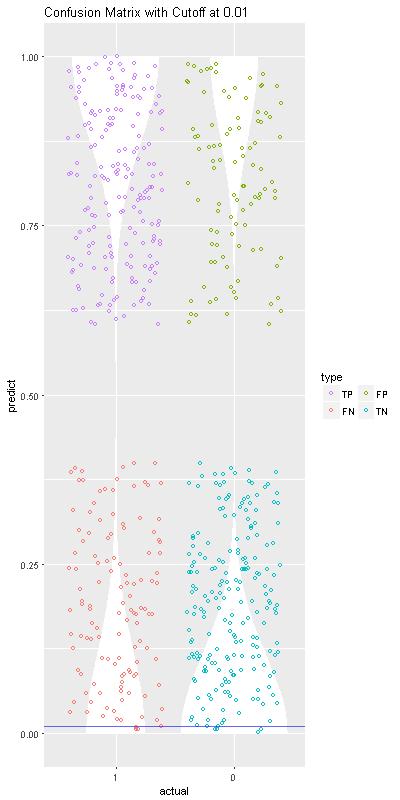 Confusion Matrix with Cutoff at 0.01
1.00
0.75
0.50
0.25
0.00
predict
1 0
actual
type
TP FP
FN TN